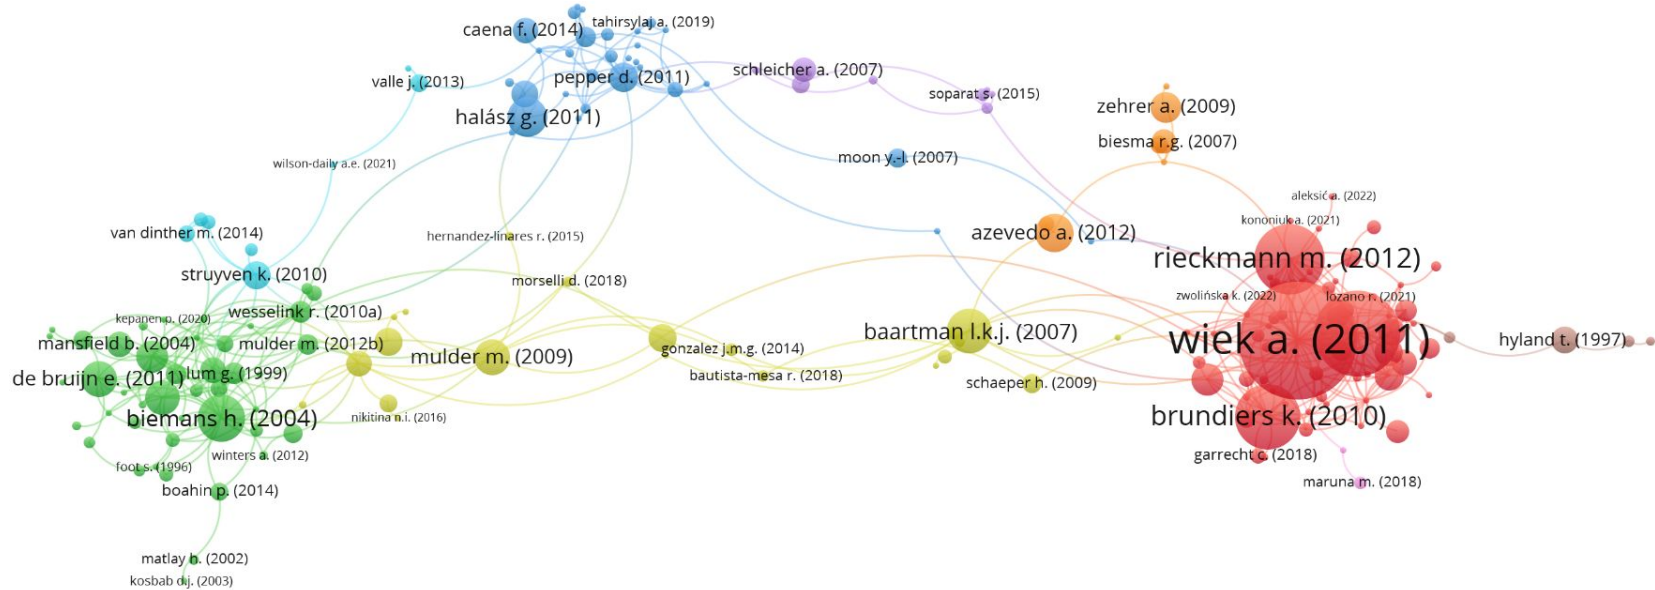 tahirsylaj a. (2019)
caena f. (2014)
schleicher a. (2007)
pepper d. (2011)
valle j. (2013)
soparat s. (2015)
zehrer a. (2009)
halász g. (2011)
biesma r.g. (2007)
moon y.-l. (2007)
wilson-daily a.e. (2021)
aleksić a. (2022)
kononiuk a. (2021)
van dinther m. (2014)
hernandez-linares r. (2015)
azevedo a. (2012)
rieckmann m. (2012)
struyven k. (2010)
morselli d. (2018)
zwolińska k. (2022)
lozano r. (2021)
wesselink r. (2010a)
kepanen p. (2020)
baartman l.k.j. (2007)
wiek a. (2011)
hyland t. (1997)
mansfield b. (2004)
mulder m. (2012b)
mulder m. (2009)
gonzalez j.m.g. (2014)
lum g. (1999)
bautista-mesa r. (2018)
de bruijn e. (2011)
schaeper h. (2009)
biemans h. (2004)
nikitina n.i. (2016)
brundiers k. (2010)
winters a. (2012)
garrecht c. (2018)
foot s. (1996)
maruna m. (2018)
boahin p. (2014)
matlay h. (2002)
kosbab d.j. (2003)